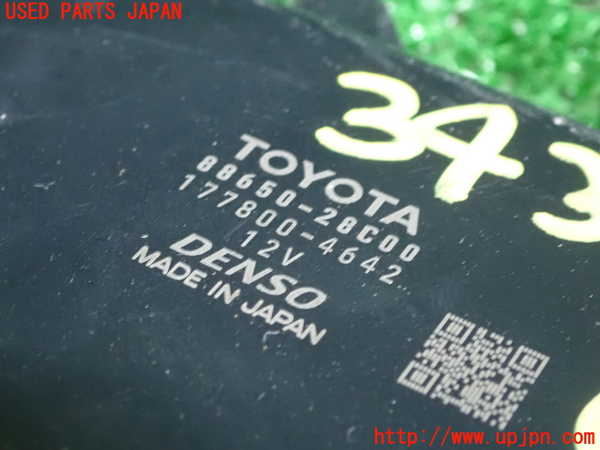 USED PARTS JAPAN
343
TOYOTA
88650-28C00
177800-4642
12V
DENSO
MADE IN JAPAN
※http://www.upjpn.com/